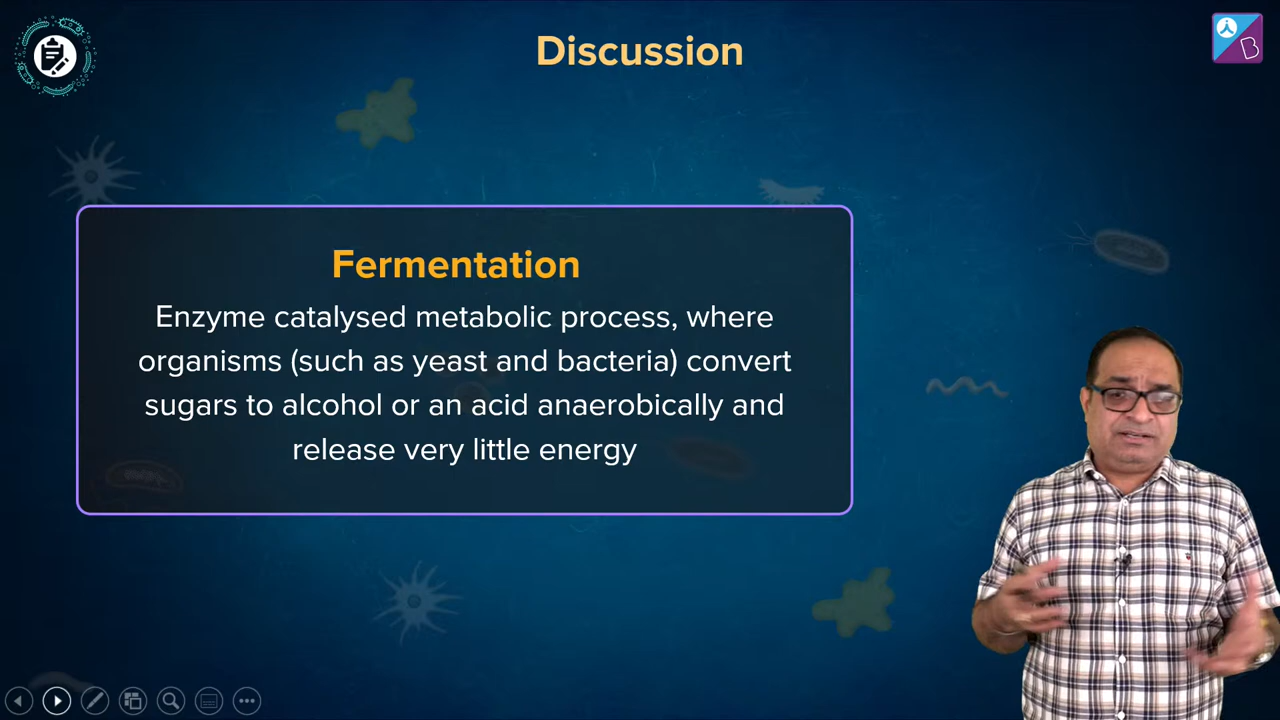 Discussion
Fermentation
Enzyme catalysed metabolic process, where
organisms (such as yeast and bacteria) convert
sugars to alcohol or an acid anaerobically and
release very little energy